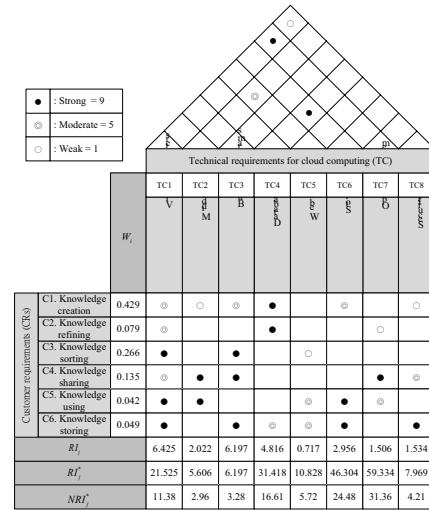 : Strong = 9
: Moderate = 5
: Weak = 1
Technical requirements for cloud computing (TC)
TC1 TC2 TC3 TC4 TC5 TC6 TC7 TC8
W_i
Customer requirements (CRs)
C1. Knowledge creation 0.429
C2. Knowledge refining 0.079
C3. Knowledge sorting 0.266
C4. Knowledge sharing 0.135
C5. Knowledge using 0.042
C6. Knowledge storing 0.049
RI_j 6.425 2.022 6.197 4.816 0.717 2.956 1.506 1.534
RI_j^* 21.525 5.606 6.197 31.418 10.828 46.304 59.334 7.969
NRI_j^* 11.38 2.96 3.28 16.61 5.72 24.48 31.36 4.21